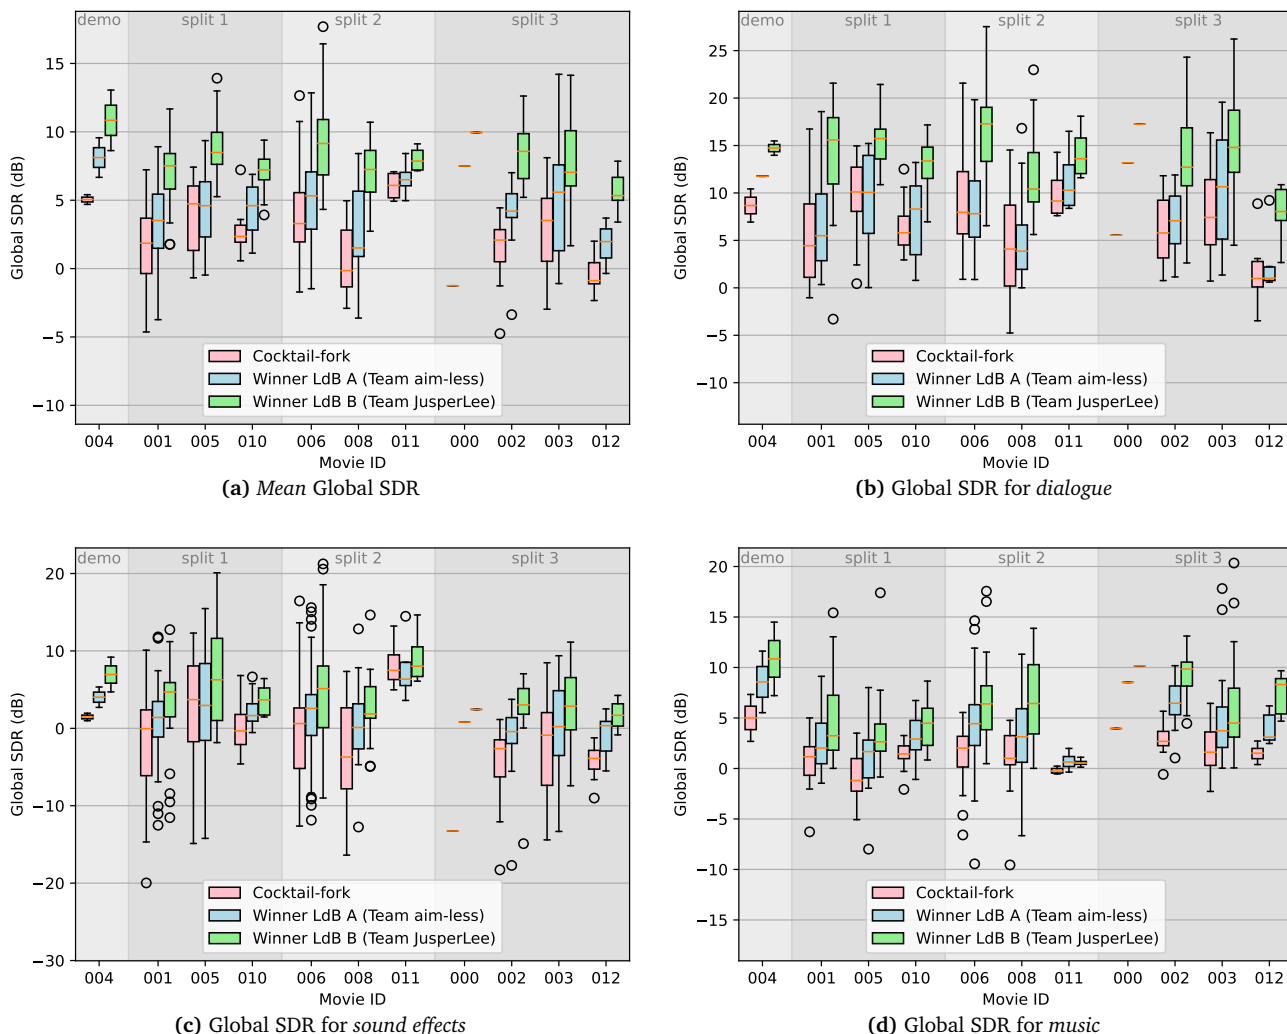 demo split 1 split 2 split 3
15
10
5
0
−5
−10
Global SDR (dB)
Cocktail-fork
Winner LdB A (Team aim-less)
Winner LdB B (Team JusperLee)
004 001 005 010 006 008 011 000 002 003 012
Movie ID
(a) Mean Global SDR
demo split 1 split 2 split 3
25
20
15
10
5
0
−5
−10
Global SDR (dB)
Cocktail-fork
Winner LdB A (Team aim-less)
Winner LdB B (Team JusperLee)
004 001 005 010 006 008 011 000 002 003 012
Movie ID
(b) Global SDR for dialogue
demo split 1 split 2 split 3
20
10
0
−10
−20
−30
Global SDR (dB)
Cocktail-fork
Winner LdB A (Team aim-less)
Winner LdB B (Team JusperLee)
004 001 005 010 006 008 011 000 002 003 012
Movie ID
(c) Global SDR for sound effects
demo split 1 split 2 split 3
20
15
10
5
0
−5
−10
−15
Global SDR (dB)
Cocktail-fork
Winner LdB A (Team aim-less)
Winner LdB B (Team JusperLee)
004 001 005 010 006 008 011 000 002 003 012
Movie ID
(d) Global SDR for music